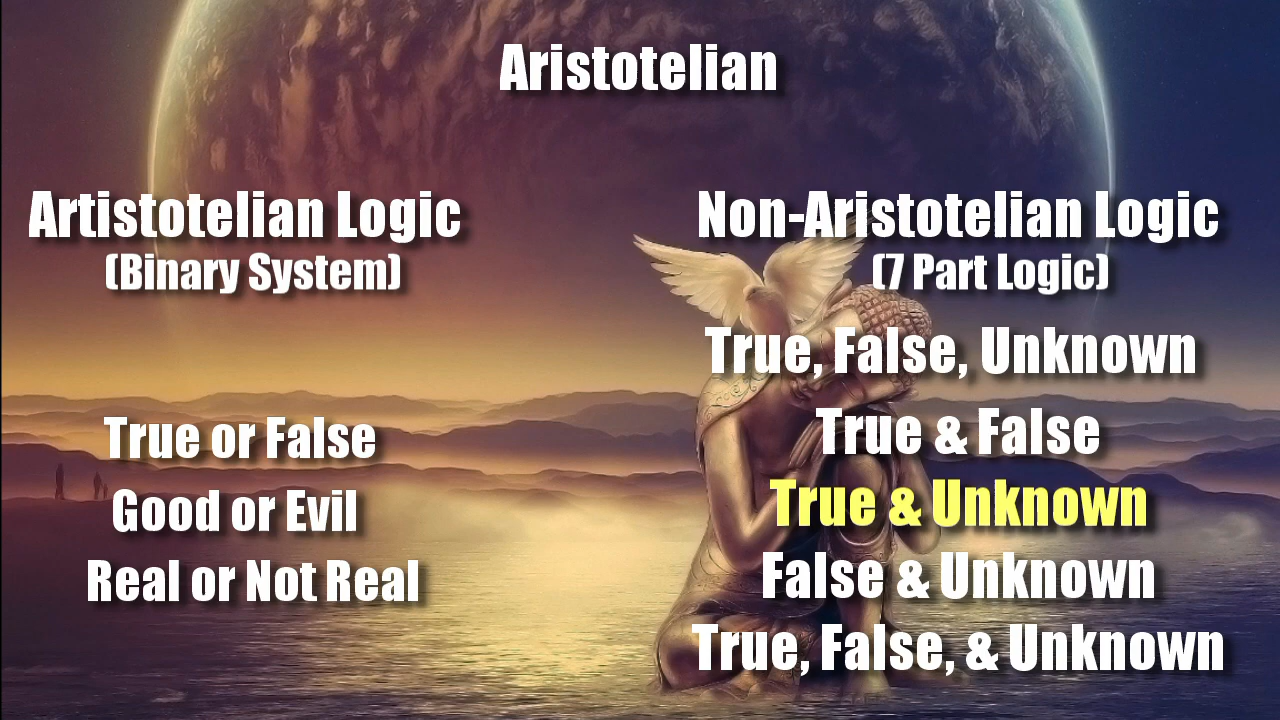 Aristotelian
Artistotelian Logic
(Binary System)
True or False
Good or Evil
Real or Not Real
Non-Aristotelian Logic
(7 Part Logic)
True, False, Unknown
True & False
True & Unknown
False & Unknown
True, False, & Unknown